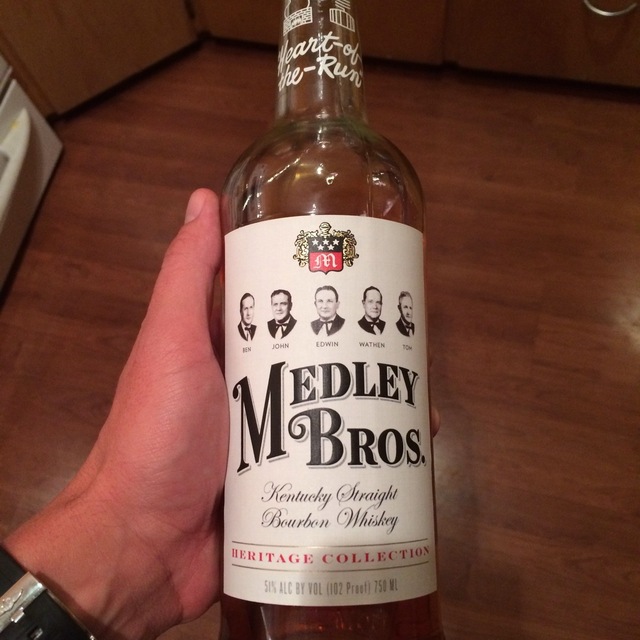 Heart-of
the-Run
M
BEN JOHN EDWIN WATHEN TOM
MEDLEY
BROS.
Kentucky Straight
Bourbon Whiskey
HERITAGE COLLECTION
51% ALC BY VOL (102 Proof) 750 ML